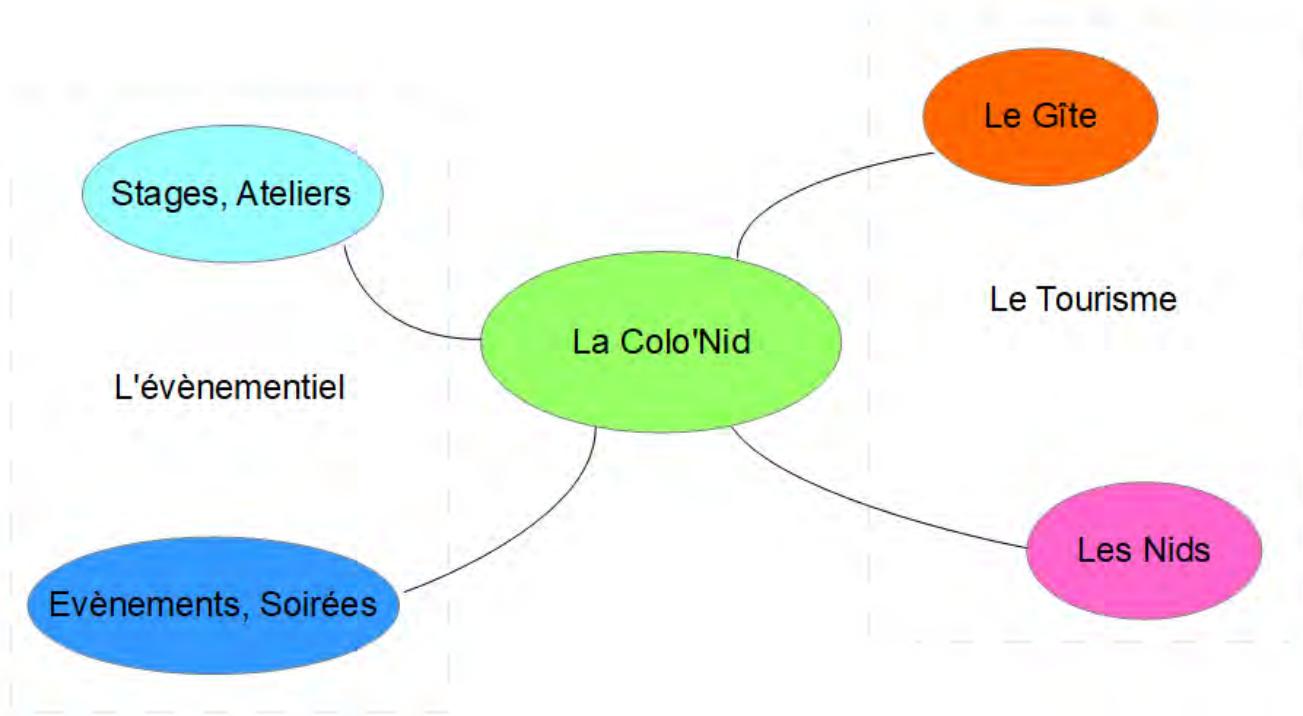 Le Gîte
Stages, Ateliers
Le Tourisme
La Colo'Nid
L'évènementiel
Les Nids
Evènements, Soirées